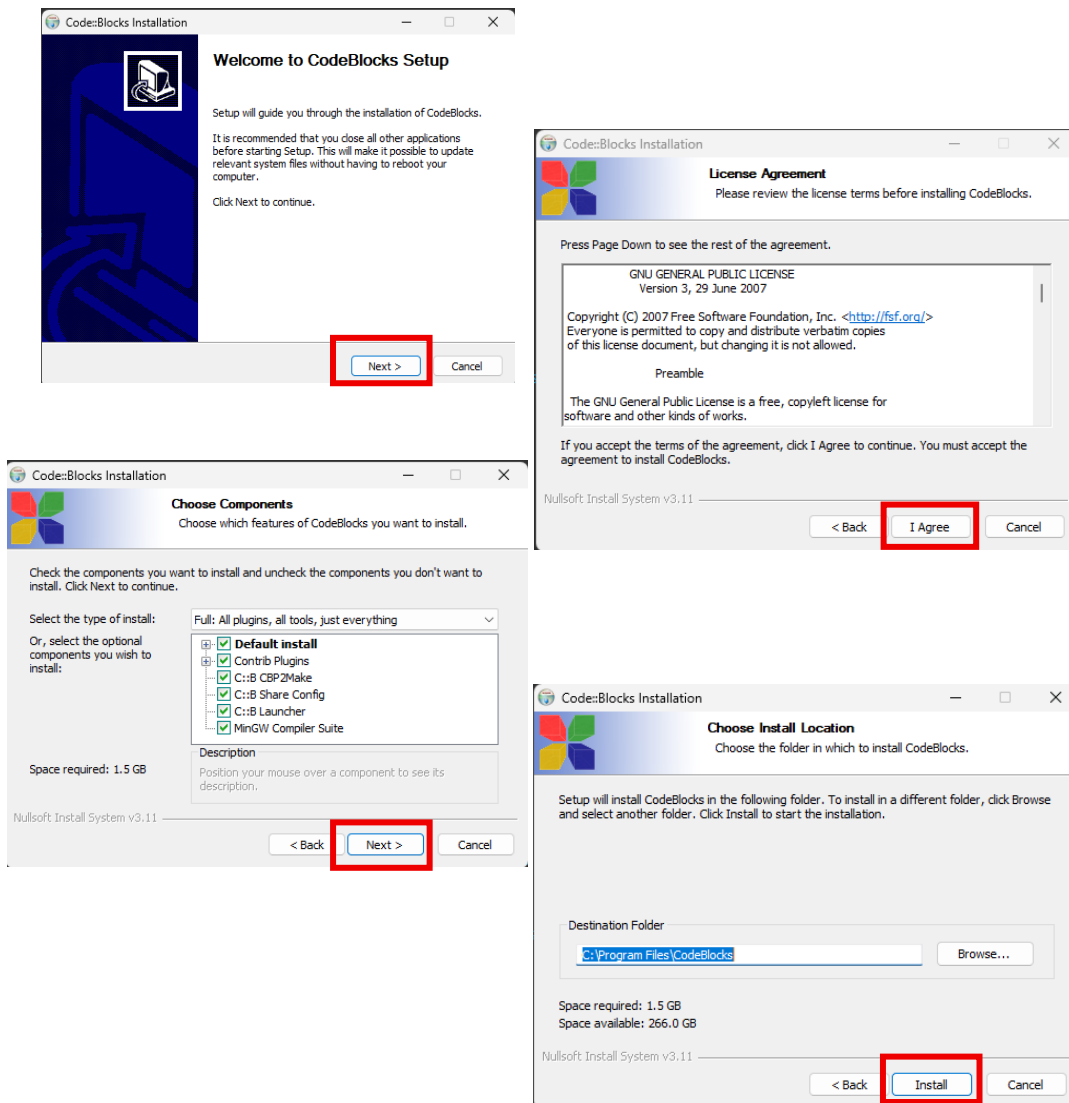 Code::Blocks Installation
Welcome to CodeBlocks Setup
Setup will guide you through the installation of CodeBlocks.
It is recommended that you close all other applications
before starting Setup. This will make it possible to update
relevant system files without having to reboot your
computer.
Click Next to continue.
Next >
Cancel
Code::Blocks Installation
License Agreement
Please review the license terms before installing CodeBlocks.
Press Page Down to see the rest of the agreement.
GNU GENERAL PUBLIC LICENSE
Version 3, 29 June 2007
Copyright (C) 2007 Free Software Foundation, Inc. <http://fsf.org/>
Everyone is permitted to copy and distribute verbatim copies
of this license document, but changing it is not allowed.
Preamble
The GNU General Public License is a free, copyleft license for
software and other kinds of works.
If you accept the terms of the agreement, click I Agree to continue. You must accept the
agreement to install CodeBlocks.
Nullsoft Install System v3.11
< Back
I Agree
Cancel
Code::Blocks Installation
Choose Components
Choose which features of CodeBlocks you want to install.
Check the components you want to install and uncheck the components you don't want to
install. Click Next to continue.
Select the type of install:
Full: All plugins, all tools, just everything
Or, select the optional
components you wish to
install:
Default install
Contrib Plugins
C::B CBP2Make
C::B Share Config
C::B Launcher
MinGW Compiler Suite
Space required: 1.5 GB
Description
Position your mouse over a component to see its
description.
Nullsoft Install System v3.11
< Back
Next >
Cancel
Code::Blocks Installation
Choose Install Location
Choose the folder in which to install CodeBlocks.
Setup will install CodeBlocks in the following folder. To install in a different folder, click Browse
and select another folder. Click Install to start the installation.
Destination Folder
C:\Program Files\CodeBlocks
Browse...
Space required: 1.5 GB
Space available: 266.0 GB
Nullsoft Install System v3.11
< Back
Install
Cancel